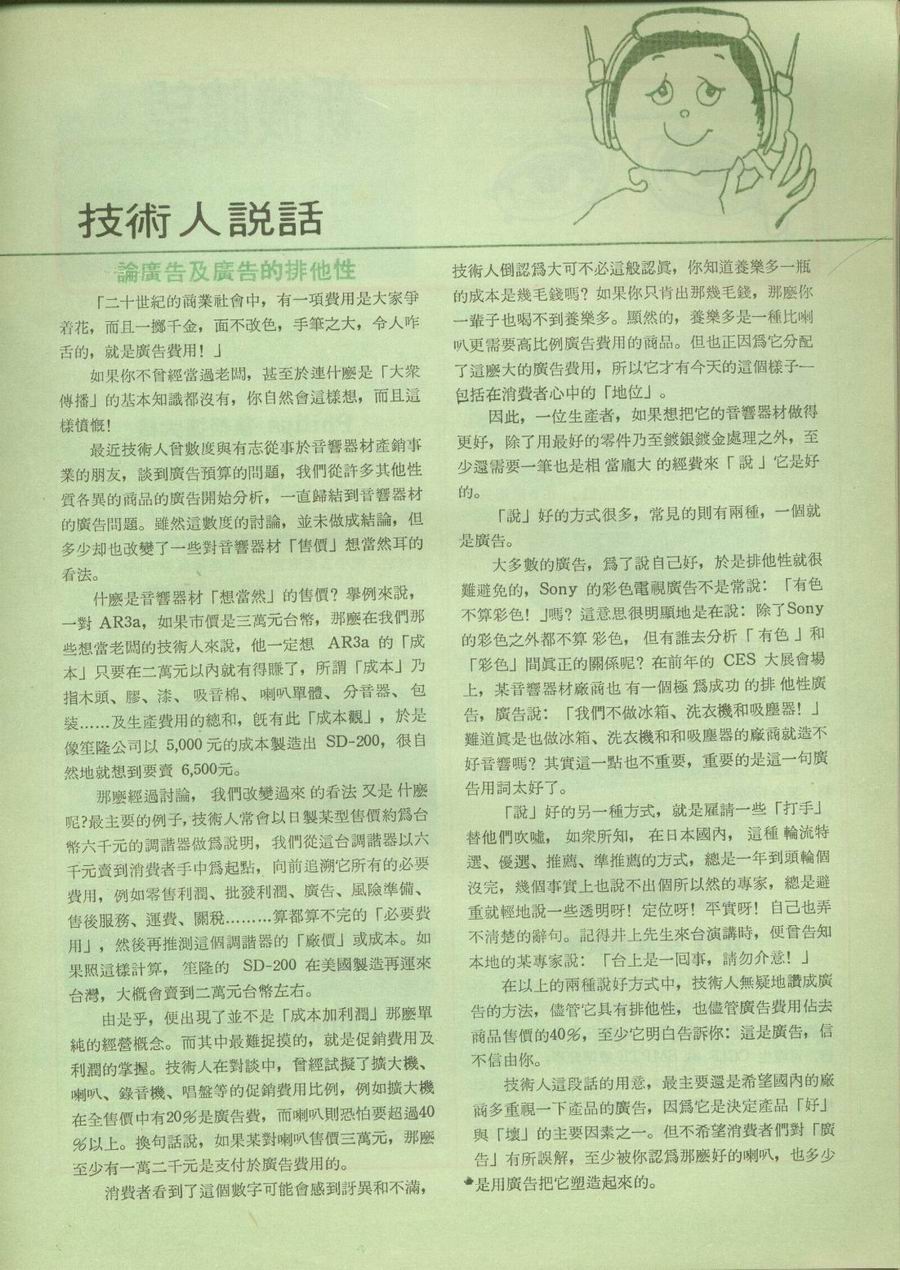 技術人説話
論廣告及廣告的排他性
「二十世紀的商業社會中，有一項費用是大家爭
着花，而且一擲千金，面不改色，手筆之大，令人咋
舌的，就是廣告費用！」
如果你不曾經當過老闆，甚至於連什麼是「大衆
傳播」的基本知識都沒有，你自然會這樣想，而且這
樣憤慨！
最近技術人曾數度與有志從事於音響器材產銷事
業的朋友，談到廣告預算的問題，我們從許多其他性
質各異的商品的廣告開始分析，一直歸結到音響器材
的廣告問題。雖然這數度的討論，並未做成結論，但
多少却也改變了一些對音響器材「售價」想當然耳的
看法。
什麼是音響器材「想當然」的售價？舉例來說，
一對 AR3a，如果市價是三萬元台幣，那麼在我們那
些想當老闆的技術人來說，他一定想 AR3a 的「成
本」只要在二萬元以內就有得賺了，所謂「成本」乃
指木頭、膠、漆、吸音棉、喇叭單體、分音器、包
裝……及生產費用的總和，旣有此「成本觀」，於是
像笙隆公司以 5,000 元的成本製造出 SD-200，很自
然地就想到要賣 6,500元。
那麼經過討論，我們改變過來的看法又是什麼
呢？最主要的例子，技術人常會以日製某型售價約爲台
幣六千元的調諧器做爲說明，我們從這台調諧器以六
千元賣到消費者手中爲起點，向前追溯它所有的必要
費用，例如零售利潤、批發利潤、廣告、風險準備、
售後服務、運費、關稅………算都算不完的「必要費
用」，然後再推測這個調諧器的「廠價」或成本。如
果照這樣計算，笙隆的 SD-200 在美國製造再運來
台灣，大槪會賣到二萬元台幣左右。
由是乎，便出現了並不是「成本加利潤」那麼單
純的經營概念。而其中最難捉摸的，就是促銷費用及
利潤的掌握。技術人在對談中，曾經試擬了擴大機、
喇叭、錄音機、唱盤等的促銷費用比例，例如擴大機
在全售價中有20%是廣告費，而喇叭則恐怕要超過40
%以上。換句話說，如果某對喇叭售價三萬元，那麼
至少有一萬二千元是支付於廣告費用的。
消費者看到了這個數字可能會感到訝異和不滿，
技術人倒認爲大可不必這般認眞，你知道養樂多一瓶
的成本是幾毛錢嗎？如果你只肯出那幾毛錢，那麼你
一輩子也喝不到養樂多。顯然的，養樂多是一種比喇
叭更需要高比例廣告費用的商品。但也正因爲它分配
了這麼大的廣告費用，所以它才有今天的這個樣子—
包括在消費者心中的「地位」。
因此，一位生產者，如果想把它的音響器材做得
更好，除了用最好的零件乃至鍍銀鍍金處理之外，至
少還需要一筆也是相當龐大的經費來「說」它是好
的。
「說」好的方式很多，常見的則有兩種，一個就
是廣告。
大多數的廣告，爲了說自己好，於是排他性就很
難避免的，Sony 的彩色電視廣告不是常說：「有色
不算彩色！」嗎？這意思很明顯地是在說：除了Sony
的彩色之外都不算彩色，但有誰去分析「有色」和
「彩色」間眞正的關係呢？在前年的 CES 大展會場
上，某音響器材廠商也有一個極爲成功的排他性廣
告，廣告說：「我們不做冰箱、洗衣機和吸塵器！」
難道眞是也做冰箱、洗衣機和和吸塵器的廠商就造不
好音響嗎？其實這一點也不重要，重要的是這一句廣
告用詞太好了。
「說」好的另一種方式，就是雇請一些「打手」
替他們吹噓，如衆所知，在日本國內，這種輪流特
選、優選、推薦、準推薦的方式，總是一年到頭輪個
沒完，幾個事實上也說不出個所以然的專家，總是避
重就輕地說一些透明呀！定位呀！平實呀！自己也弄
不淸楚的辭句。記得井上先生來台演講時，便曾告知
本地的某專家說：「台上是一回事，請勿介意！」
在以上的兩種說好方式中，技術人無疑地讚成廣
告的方法，儘管它具有排他性，也儘管廣告費用佔去
商品售價的40%，至少它明白告訴你：這是廣告，信
不信由你。
技術人這段話的用意，最主要還是希望國內的廠
商多重視一下產品的廣告，因爲它是決定產品「好」
與「壞」的主要因素之一。但不希望消費者們對「廣
告」有所誤解，至少被你認爲那麼好的喇叭，也多少
是用廣告把它塑造起來的。